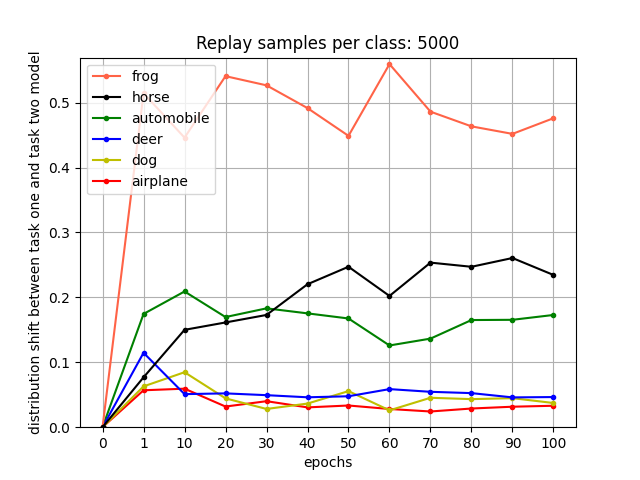 Replay samples per class: 5000
distribution shift between task one and task two model
0.5
0.4
0.3
0.2
0.1
0.0
frog
horse
automobile
deer
dog
airplane
0 1 10 20 30 40 50 60 70 80 90 100
epochs